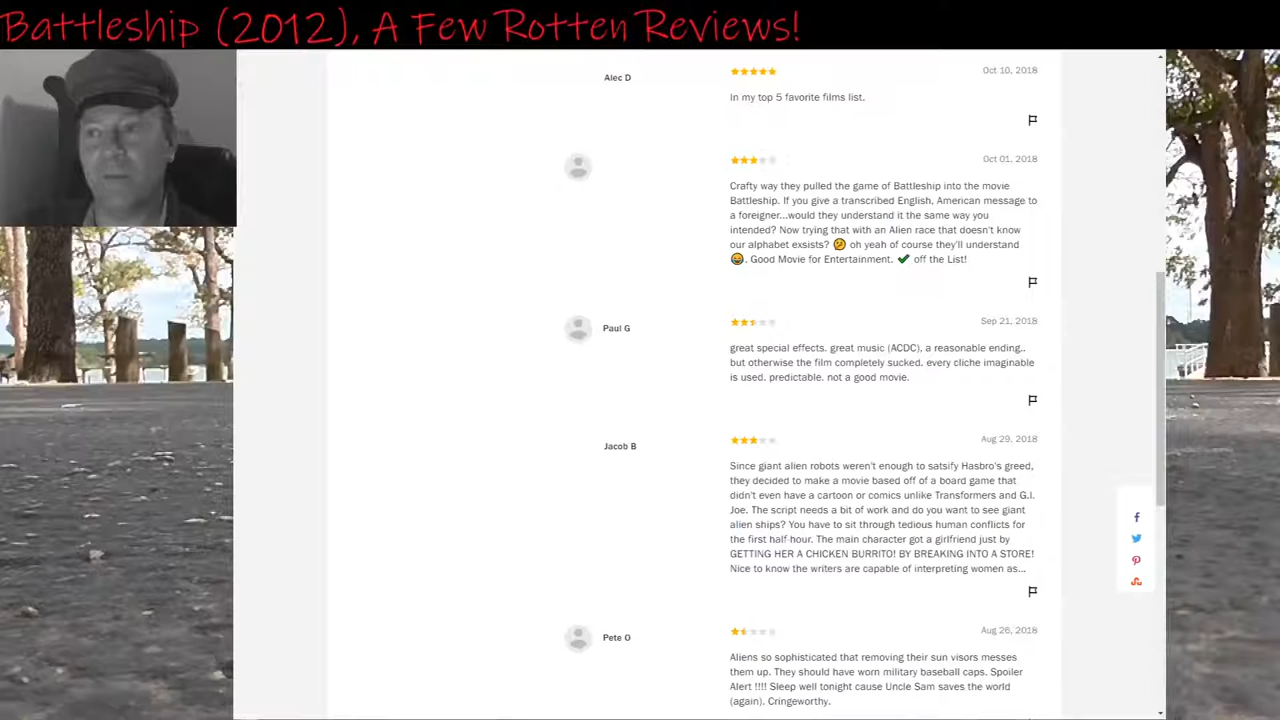 Battleship (2012), A Few Rotten Reviews!
Alec D
Oct 10, 2018
In my top 5 favorite films list.
Oct 01, 2018
Crafty way they pulled the game of Battleship into the movie
Battleship. If you give a transcribed English, American message to
a foreigner...would they understand it the same way you
intended? Now trying that with an Alien race that doesn't know
our alphabet exsists? 🤔 oh yeah of course they'll understand
😂. Good Movie for Entertainment. ✔ off the List!
Paul G
Sep 21, 2018
great special effects. great music (ACDC), a reasonable ending..
but otherwise the film completely sucked. every cliche imaginable
is used. predictable. not a good movie.
Jacob B
Aug 29, 2018
Since giant alien robots weren't enough to satsify Hasbro's greed,
they decided to make a movie based off of a board game that
didn't even have a cartoon or comics unlike Transformers and G.I.
Joe. The script needs a bit of work and do you want to see giant
alien ships? You have to sit through tedious human conflicts for
the first half-hour. The main character got a girlfriend just by
GETTING HER A CHICKEN BURRITO! BY BREAKING INTO A STORE!
Nice to know the writers are capable of interpreting women as...
Pete O
Aug 26, 2018
Aliens so sophisticated that removing their sun visors messes
them up. They should have worn military baseball caps. Spoiler
Alert !!!! Sleep well tonight cause Uncle Sam saves the world
(again). Cringeworthy.